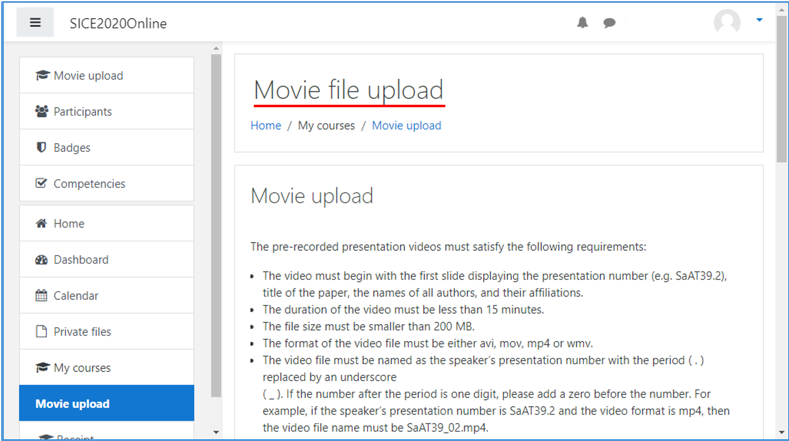 SICE2020Online
Movie upload
Participants
Badges
Competencies
Home
Dashboard
Calendar
Private files
My courses
Movie upload
Receipt
Movie file upload
Home / My courses / Movie upload
Movie upload
The pre-recorded presentation videos must satisfy the following requirements:
• The video must begin with the first slide displaying the presentation number (e.g. SaAT39.2),
title of the paper, the names of all authors, and their affiliations.
• The duration of the video must be less than 15 minutes.
• The file size must be smaller than 200 MB.
• The format of the video file must be either avi, mov, mp4 or wmv.
• The video file must be named as the speaker's presentation number with the period ( . )
replaced by an underscore
( _ ). If the number after the period is one digit, please add a zero before the number. For
example, if the speaker's presentation number is SaAT39.2 and the video format is mp4, then
the video file name must be SaAT39_02.mp4.